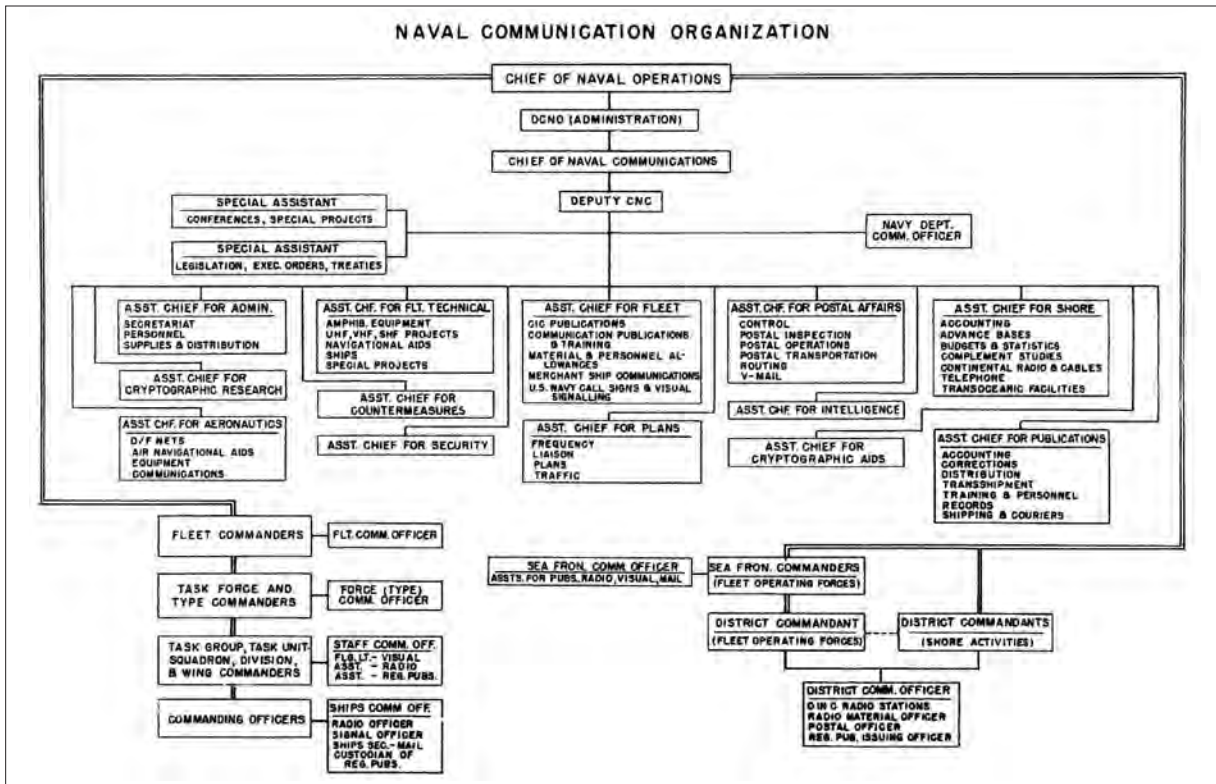 NAVAL COMMUNICATION ORGANIZATION
CHIEF OF NAVAL OPERATIONS
DCNO (ADMINISTRATION)
CHIEF OF NAVAL COMMUNICATIONS
DEPUTY CNC
SPECIAL ASSISTANT
CONFERENCES, SPECIAL PROJECTS
NAVY DEPT.
COMM. OFFICER
SPECIAL ASSISTANT
LEGISLATION, EXEC. ORDERS, TREATIES
ASST. CHIEF FOR ADMIN.
SECRETARIAT
PERSONNEL
SUPPLIES & DISTRIBUTION
ASST. CHIEF FOR
CRYPTOGRAPHIC RESEARCH
ASST. CHF. FOR AERONAUTICS
D/F NETS
AIR NAVIGATIONAL AIDS
EQUIPMENT
COMMUNICATIONS
ASST. CHF. FOR FLT. TECHNICAL
AMPHIB. EQUIPMENT
UHF, VHF, SHF PROJECTS
NAVIGATIONAL AIDS
SHIPS
SPECIAL PROJECTS
ASST. CHIEF FOR
COUNTERMEASURES
ASST. CHIEF FOR SECURITY
ASST. CHIEF FOR FLEET
CIC PUBLICATIONS
COMMUNICATION PUBLICATIONS
& TRAINING
MATERIAL & PERSONNEL AL-
LOWANCES
MERCHANT SHIP COMMUNICATIONS
U.S. NAVY CALL SIGNS & VISUAL
SIGNALLING
ASST. CHIEF FOR PLANS
FREQUENCY
LIAISON
PLANS
TRAFFIC
ASST. CHF. FOR POSTAL AFFAIRS
CONTROL
POSTAL INSPECTION
POSTAL OPERATIONS
POSTAL TRANSPORTATION
ROUTING
V-MAIL
ASST. CHF. FOR INTELLIGENCE
ASST. CHIEF FOR
CRYPTOGRAPHIC AIDS
ASST. CHIEF FOR SHORE
ACCOUNTING
ADVANCE BASES
BUDGETS & STATISTICS
COMPLEMENT STUDIES
CONTINENTAL RADIO & CABLES
TELEPHONE
TRANSOCEANIC FACILITIES
ASST. CHIEF FOR PUBLICATIONS
ACCOUNTING
CORRECTIONS
DISTRIBUTION
TRANSSHIPMENT
TRAINING & PERSONNEL
RECORDS
SHIPPING & COURIERS
FLEET COMMANDERS
FLT. COMM. OFFICER
TASK FORCE AND
TYPE COMMANDERS
FORCE (TYPE)
COMM. OFFICER
TASK GROUP, TASK UNIT-
SQUADRON, DIVISION,
& WING COMMANDERS
STAFF COMM. OFF.
FLG. LT. - VISUAL
ASST. - RADIO
ASST. - REG. PUBS.
COMMANDING OFFICERS
SHIPS COMM OFF.
RADIO OFFICER
SIGNAL OFFICER
SHIPS SEC.- MAIL
CUSTODIAN OF
REG. PUBS.
SEA FRON. COMM. OFFICER
ASSTS. FOR PUBS., RADIO, VISUAL, MAIL
SEA FRON. COMMANDERS
(FLEET OPERATING FORCES)
DISTRICT COMMANDANT
(FLEET OPERATING FORCES)
DISTRICT COMMANDANTS
(SHORE ACTIVITIES)
DISTRICT COMM. OFFICER
O IN C RADIO STATIONS
RADIO MATERIAL OFFICER
POSTAL OFFICER
REG. PUB. ISSUING OFFICER